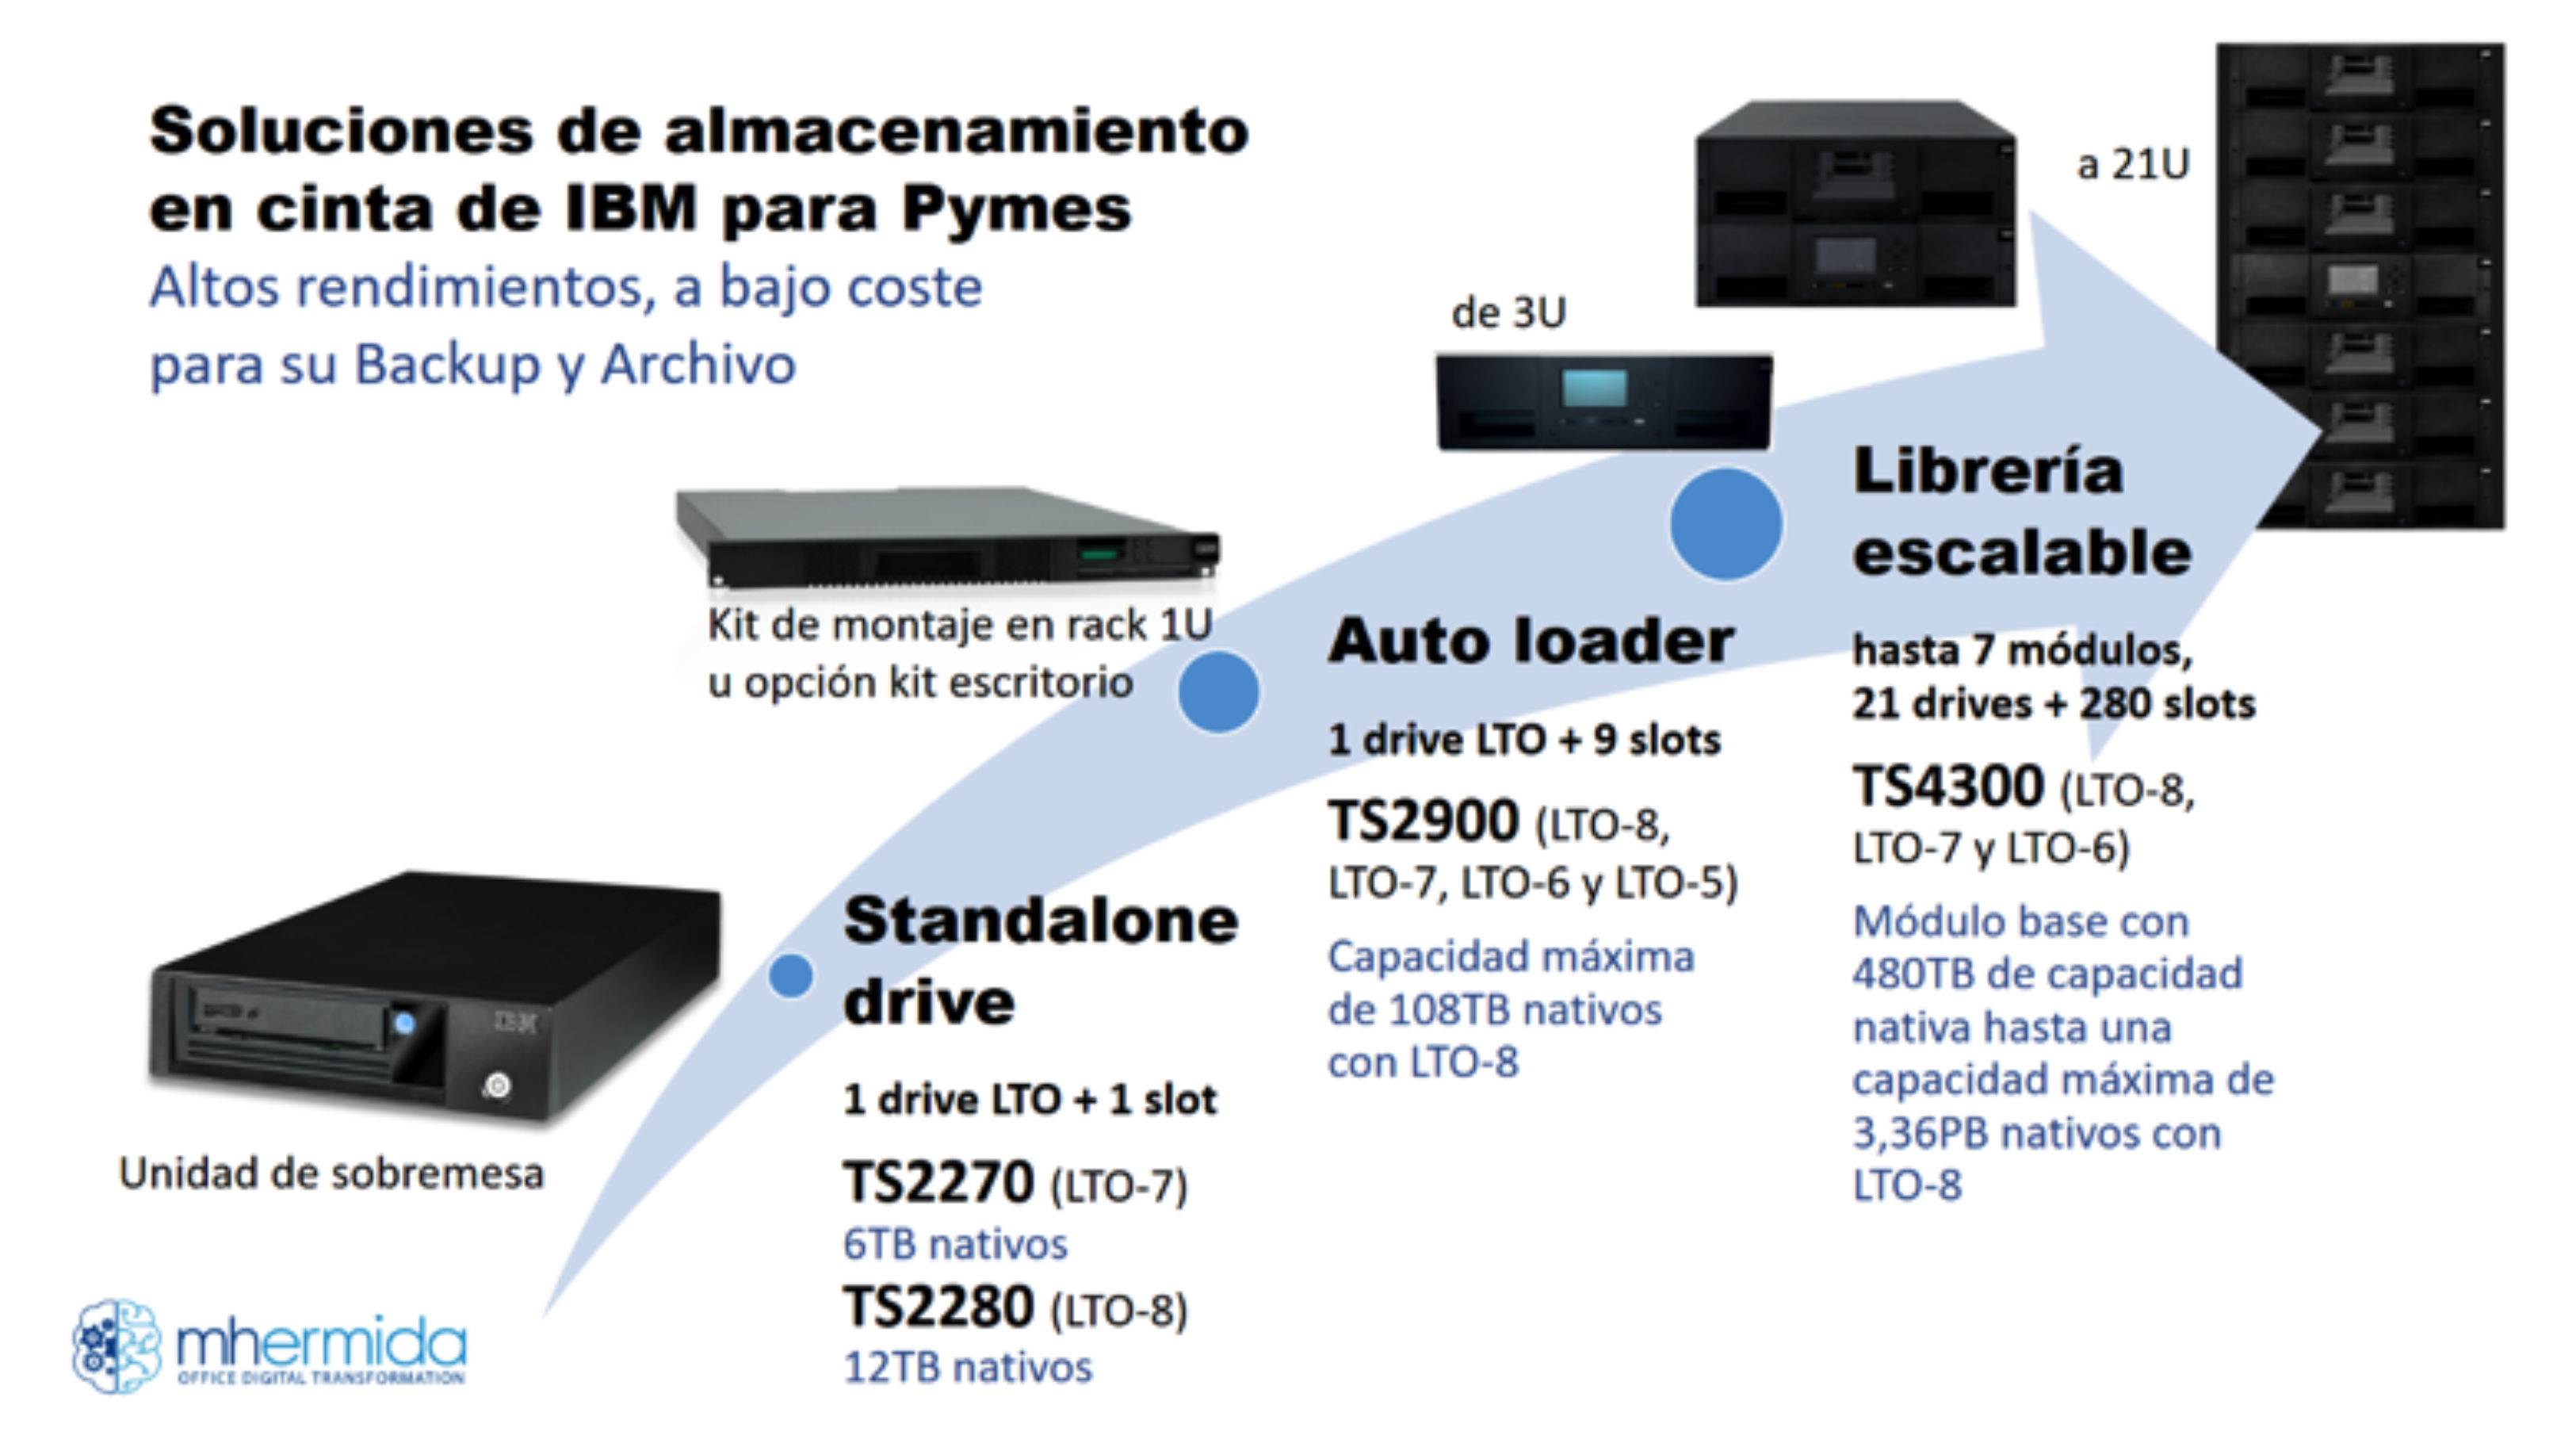 Soluciones de almacenamiento
en cinta de IBM para Pymes
Altos rendimientos, a bajo coste
para su Backup y Archivo
a 21U
de 3U
Kit de montaje en rack 1U
u opción kit escritorio
IBM
Unidad de sobremesa
Standalone
drive
1 drive LTO + 1 slot
TS2270 (LTO-7)
6TB nativos
TS2280 (LTO-8)
12TB nativos
Auto loader
1 drive LTO + 9 slots
TS2900 (LTO-8,
LTO-7, LTO-6 y LTO-5)
Capacidad máxima
de 108TB nativos
con LTO-8
Librería
escalable
hasta 7 módulos,
21 drives + 280 slots
TS4300 (LTO-8,
LTO-7 y LTO-6)
Módulo base con
480TB de capacidad
nativa hasta una
capacidad máxima de
3,36PB nativos con
LTO-8
mhermida
OFFICE DIGITAL TRANSFORMATION